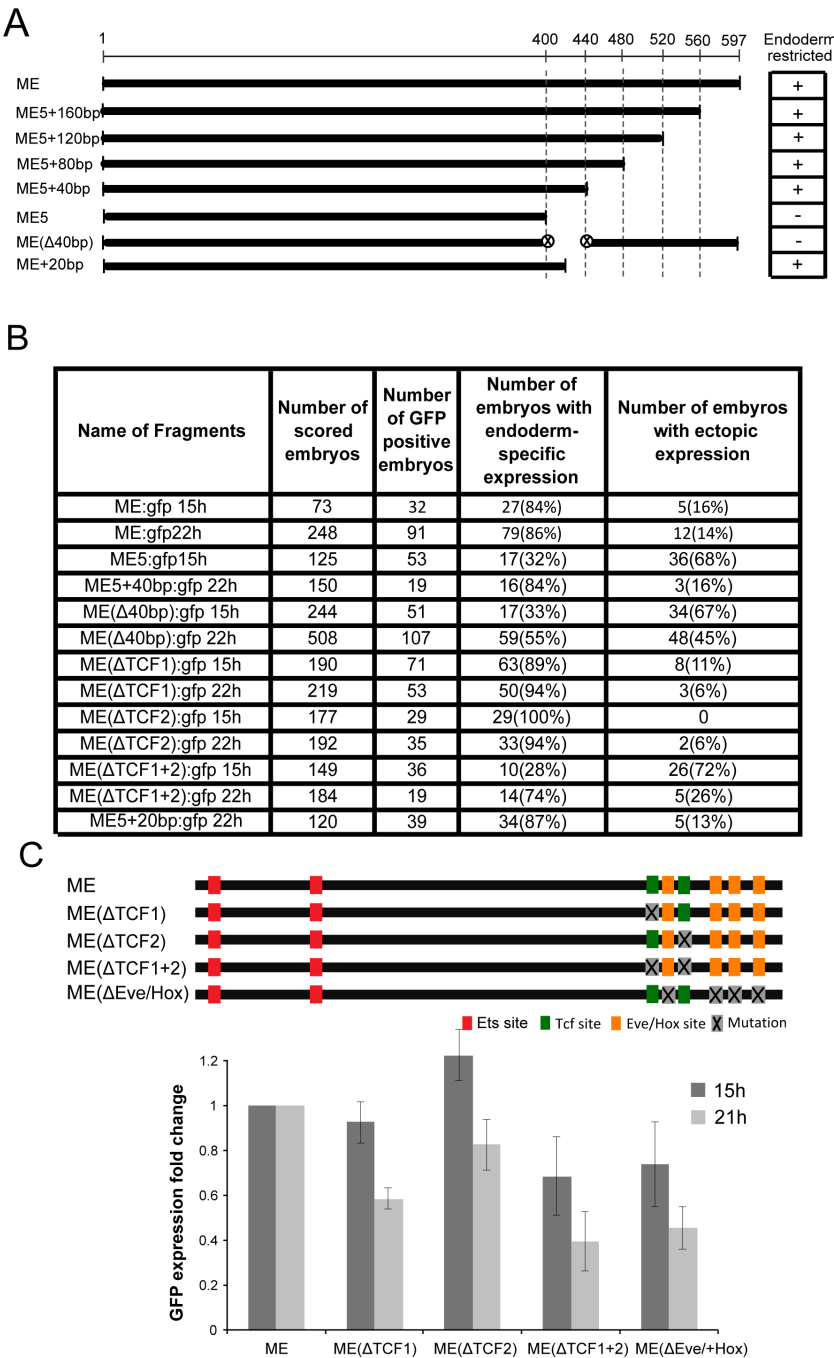 A
1 400 440 480 520 560 597
Endoderm
restricted
ME +
ME5+160bp +
ME5+120bp +
ME5+80bp +
ME5+40bp +
ME5 -
ME(Δ40bp) X X -
ME+20bp +
B
Name of Fragments
Number of
scored
embryos
Number
of GFP
positive
embryos
Number of
embryos with
endoderm-
specific
expression
Number of embyros
with ectopic
expression
ME:gfp 15h 73 32 27(84%) 5(16%)
ME:gfp22h 248 91 79(86%) 12(14%)
ME5:gfp15h 125 53 17(32%) 36(68%)
ME5+40bp:gfp 22h 150 19 16(84%) 3(16%)
ME(Δ40bp):gfp 15h 244 51 17(33%) 34(67%)
ME(Δ40bp):gfp 22h 508 107 59(55%) 48(45%)
ME(ΔTCF1):gfp 15h 190 71 63(89%) 8(11%)
ME(ΔTCF1):gfp 22h 219 53 50(94%) 3(6%)
ME(ΔTCF2):gfp 15h 177 29 29(100%) 0
ME(ΔTCF2):gfp 22h 192 35 33(94%) 2(6%)
ME(ΔTCF1+2):gfp 15h 149 36 10(28%) 26(72%)
ME(ΔTCF1+2):gfp 22h 184 19 14(74%) 5(26%)
ME5+20bp:gfp 22h 120 39 34(87%) 5(13%)
C
ME
ME(ΔTCF1) X
ME(ΔTCF2) X
ME(ΔTCF1+2) X X
ME(ΔEve/Hox) X X X X
Ets site Tcf site Eve/Hox site X Mutation
GFP expression fold change
1.2
1
0.8
0.6
0.4
0.2
0
15h
21h
ME ME(ΔTCF1) ME(ΔTCF2) ME(ΔTCF1+2) ME(ΔEve/+Hox)